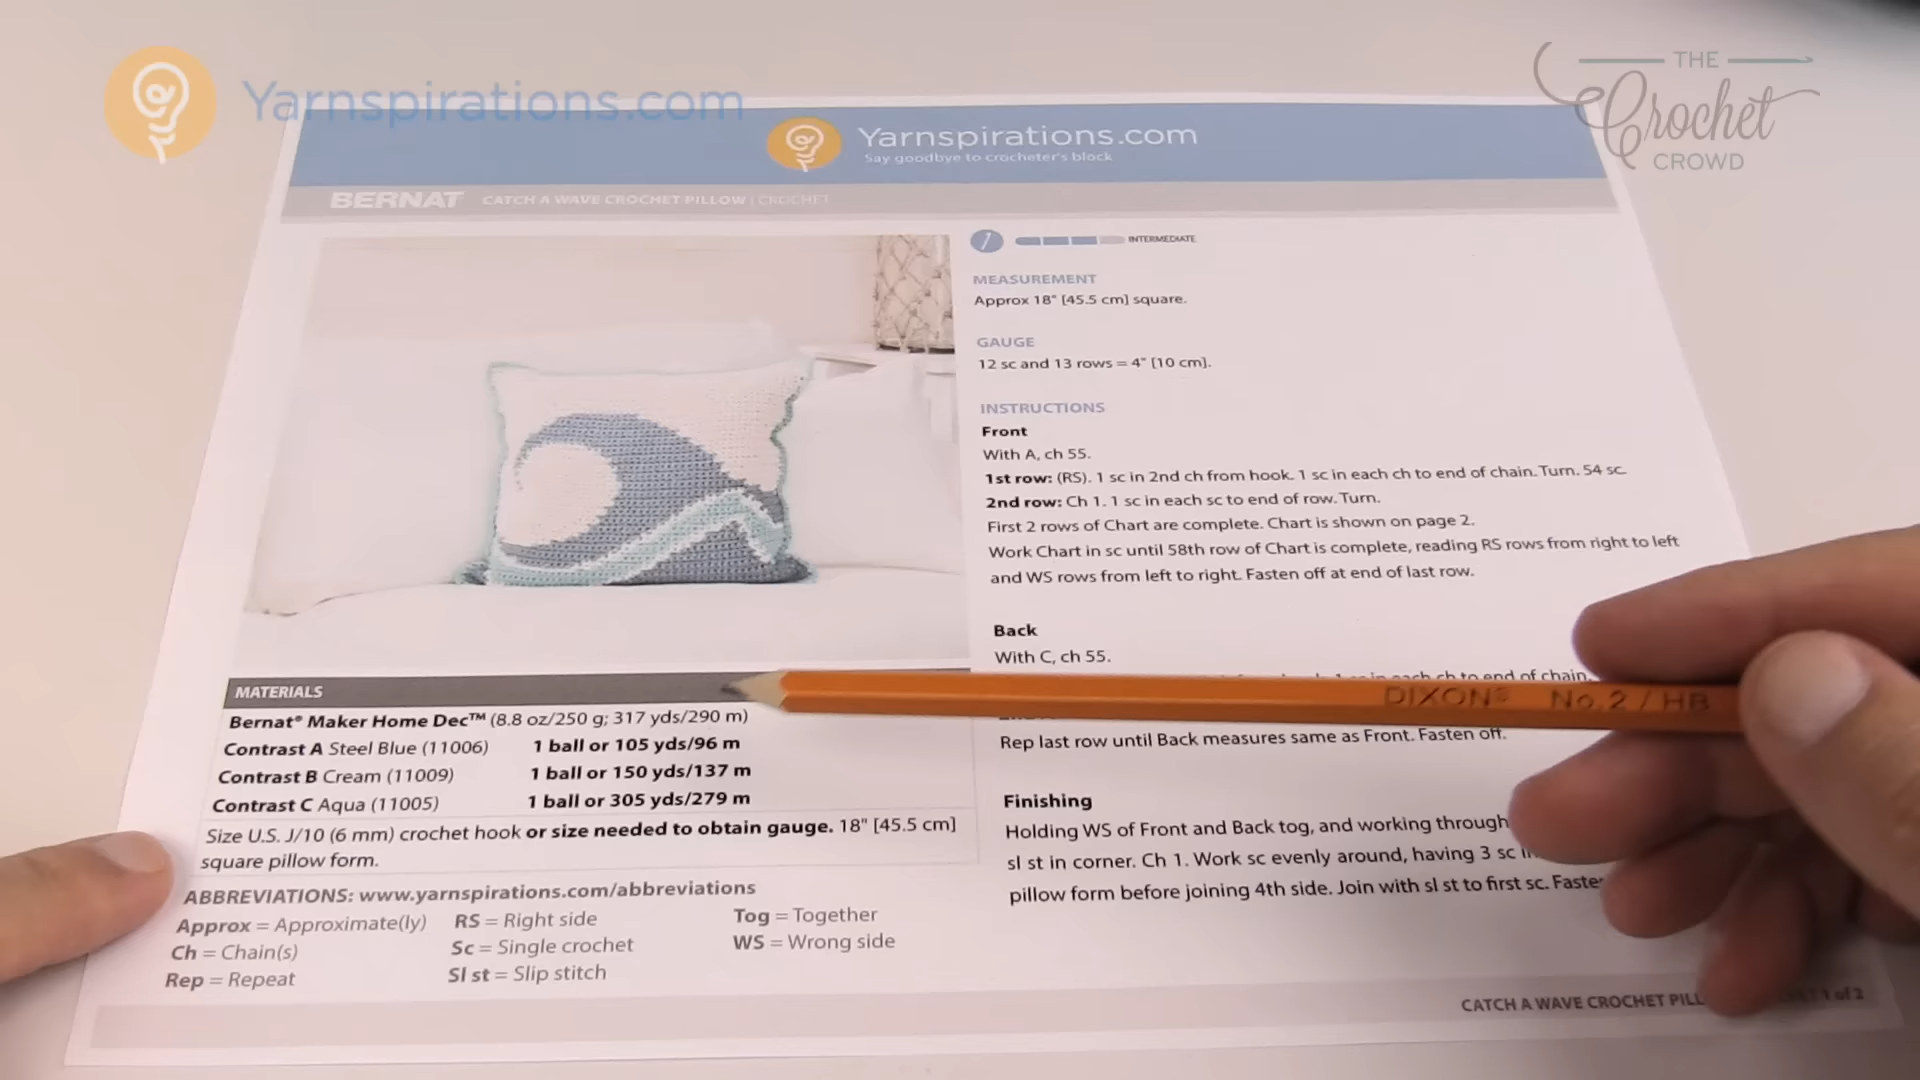 Yarnspirations.com
THE
Crochet
CROWD
Yarnspirations.com
Say goodbye to crocheter's block
BERNAT CATCH A WAVE CROCHET PILLOW | CROCHET
INTERMEDIATE
MEASUREMENT
Approx 18" [45.5 cm] square.
GAUGE
12 sc and 13 rows = 4" [10 cm].
INSTRUCTIONS
Front
With A, ch 55.
1st row: (RS). 1 sc in 2nd ch from hook. 1 sc in each ch to end of chain. Turn. 54 sc.
2nd row: Ch 1. 1 sc in each sc to end of row. Turn.
First 2 rows of Chart are complete. Chart is shown on page 2.
Work Chart in sc until 58th row of Chart is complete, reading RS rows from right to left
and WS rows from left to right. Fasten off at end of last row.
Back
With C, ch 55.
in each ch to end of chain.
Rep last row until Back measures same as Front. Fasten off.
Finishing
Holding WS of Front and Back tog, and working through
sl st in corner. Ch 1. Work sc evenly around, having 3 sc in
pillow form before joining 4th side. Join with sl st to first sc.
MATERIALS
Bernat® Maker Home Dec™ (8.8 oz/250 g; 317 yds/290 m)
Contrast A Steel Blue (11006) 1 ball or 105 yds/96 m
Contrast B Cream (11009) 1 ball or 150 yds/137 m
Contrast C Aqua (11005) 1 ball or 305 yds/279 m
Size U.S. J/10 (6 mm) crochet hook or size needed to obtain gauge. 18" [45.5 cm]
square pillow form.
ABBREVIATIONS: www.yarnspirations.com/abbreviations
Approx = Approximate(ly) RS = Right side Tog = Together
Ch = Chain(s) Sc = Single crochet WS = Wrong side
Rep = Repeat Sl st = Slip stitch
CATCH A WAVE CROCHET 1 of 2
DIXON® No. 2 / HB